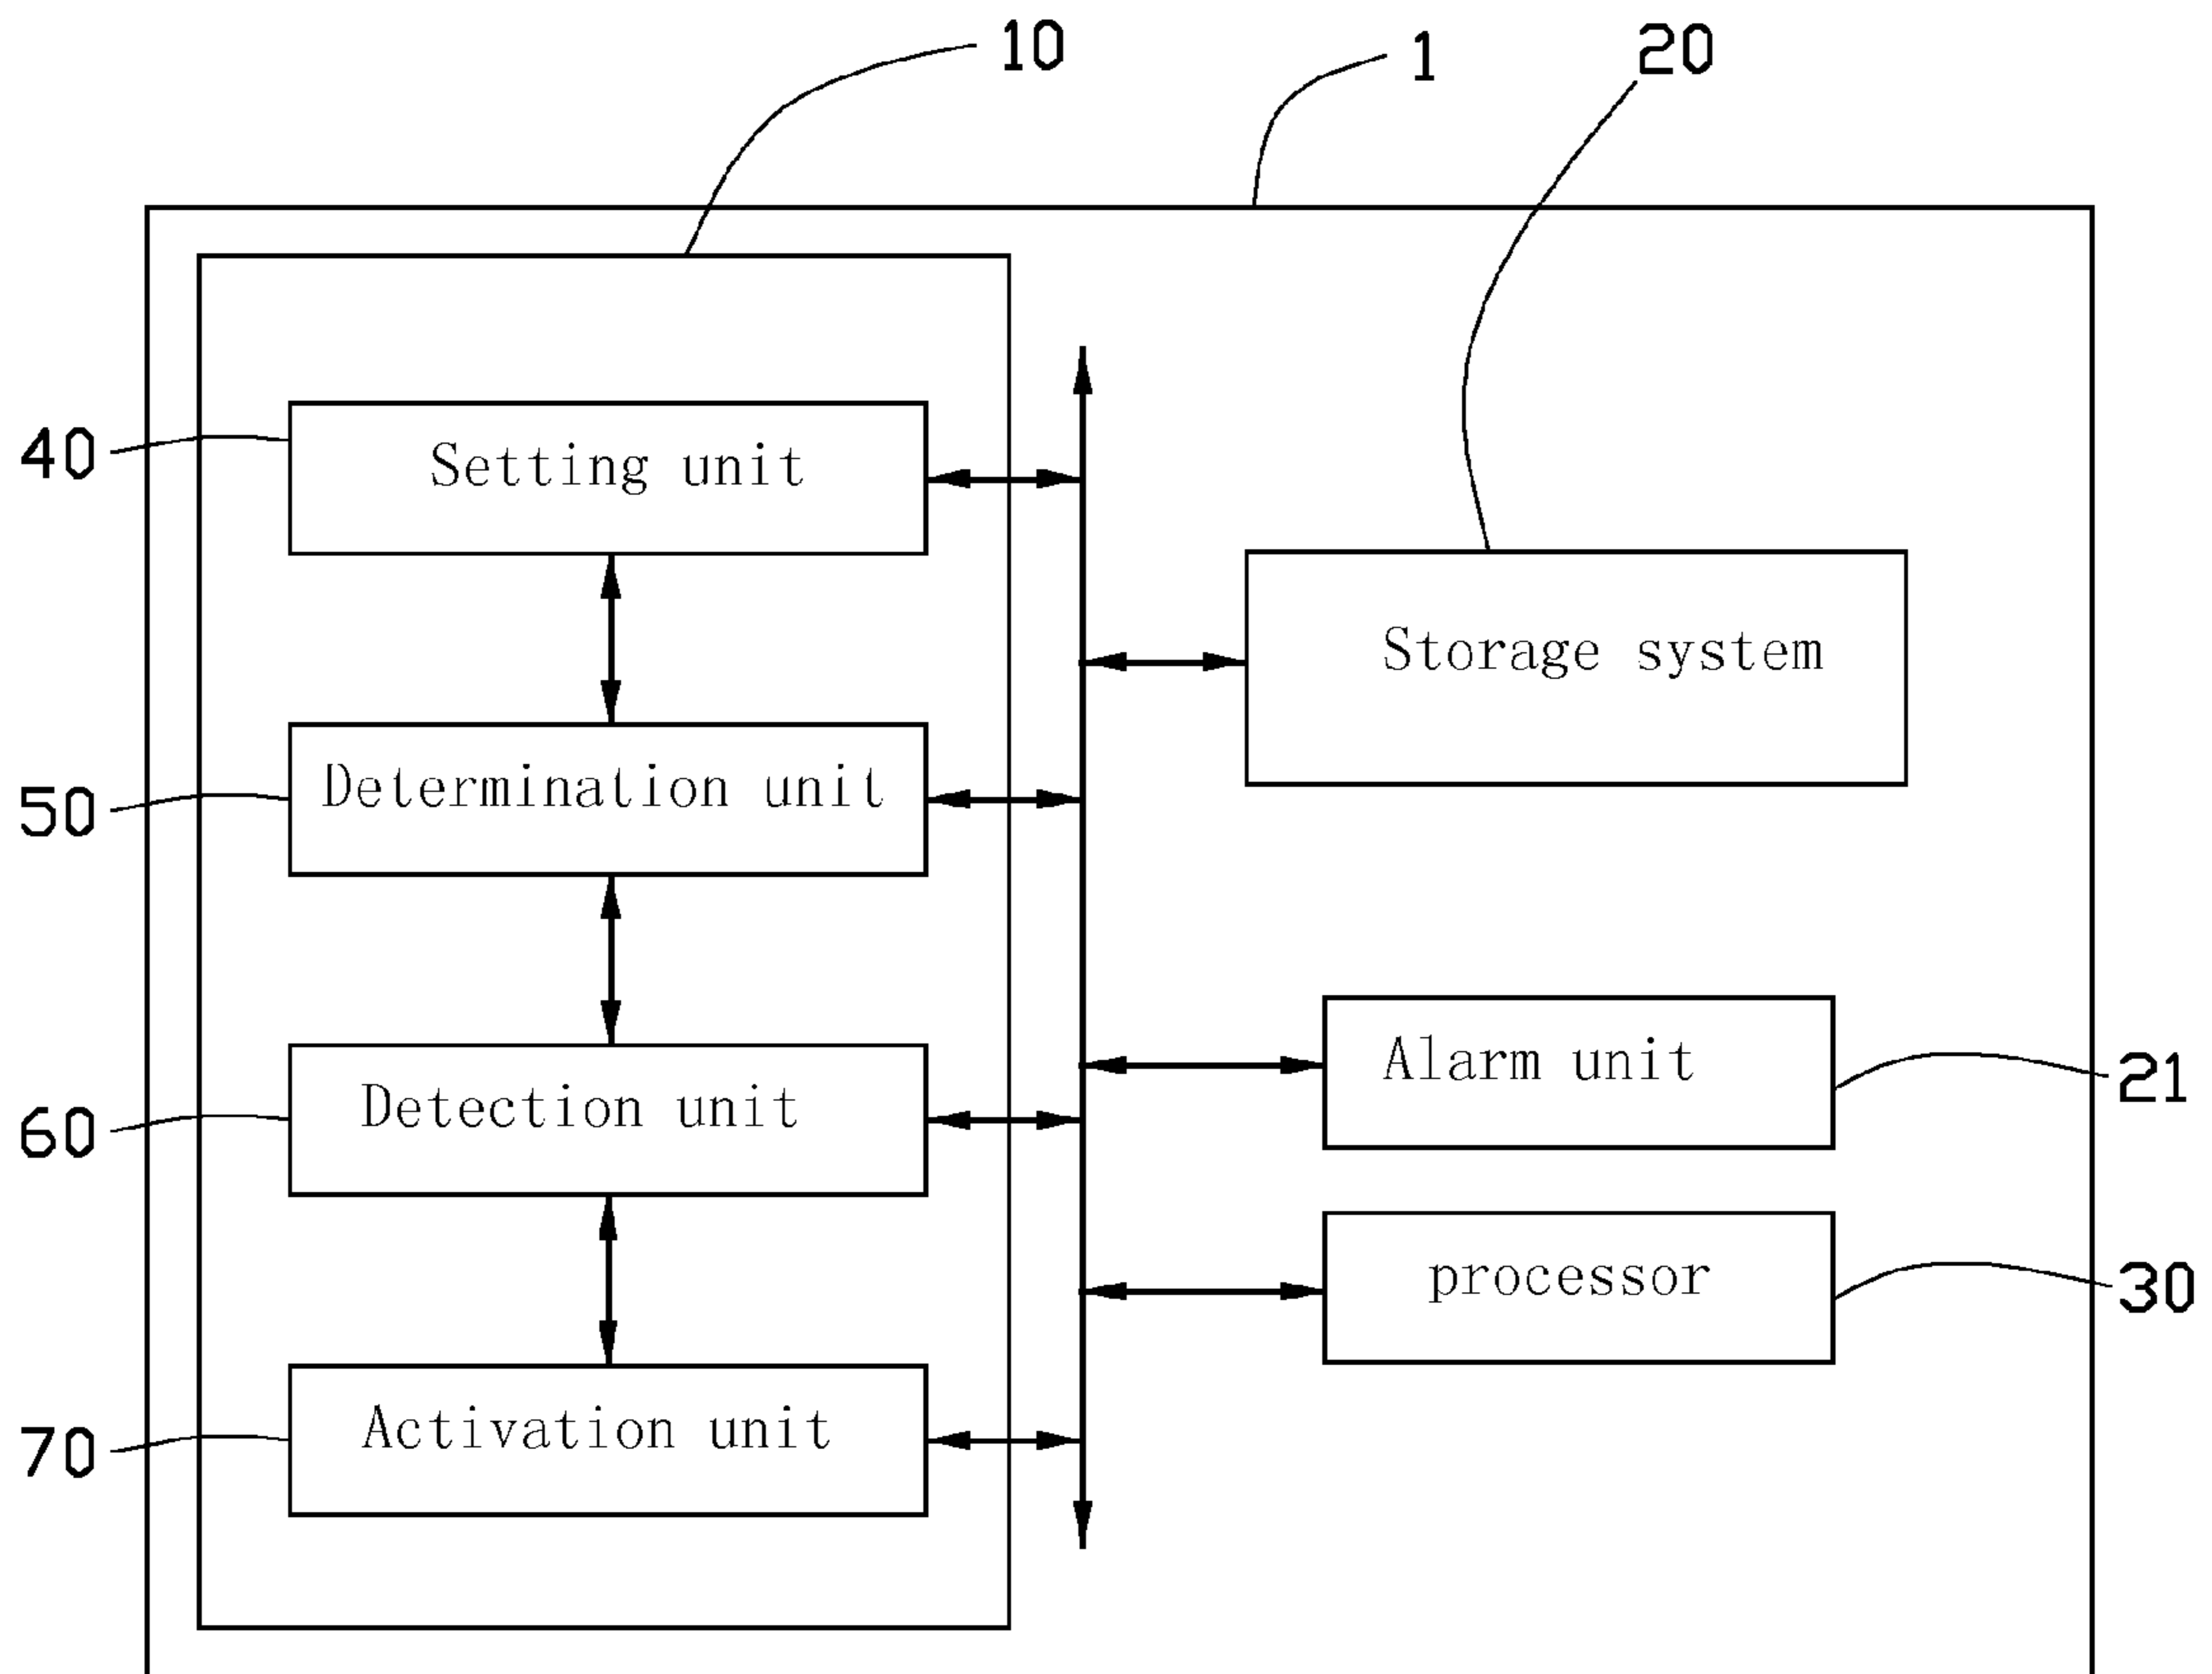 10
1
20
40
Setting unit
Storage system
50
Determination unit
Alarm unit
21
60
Detection unit
processor
30
70
Activation unit